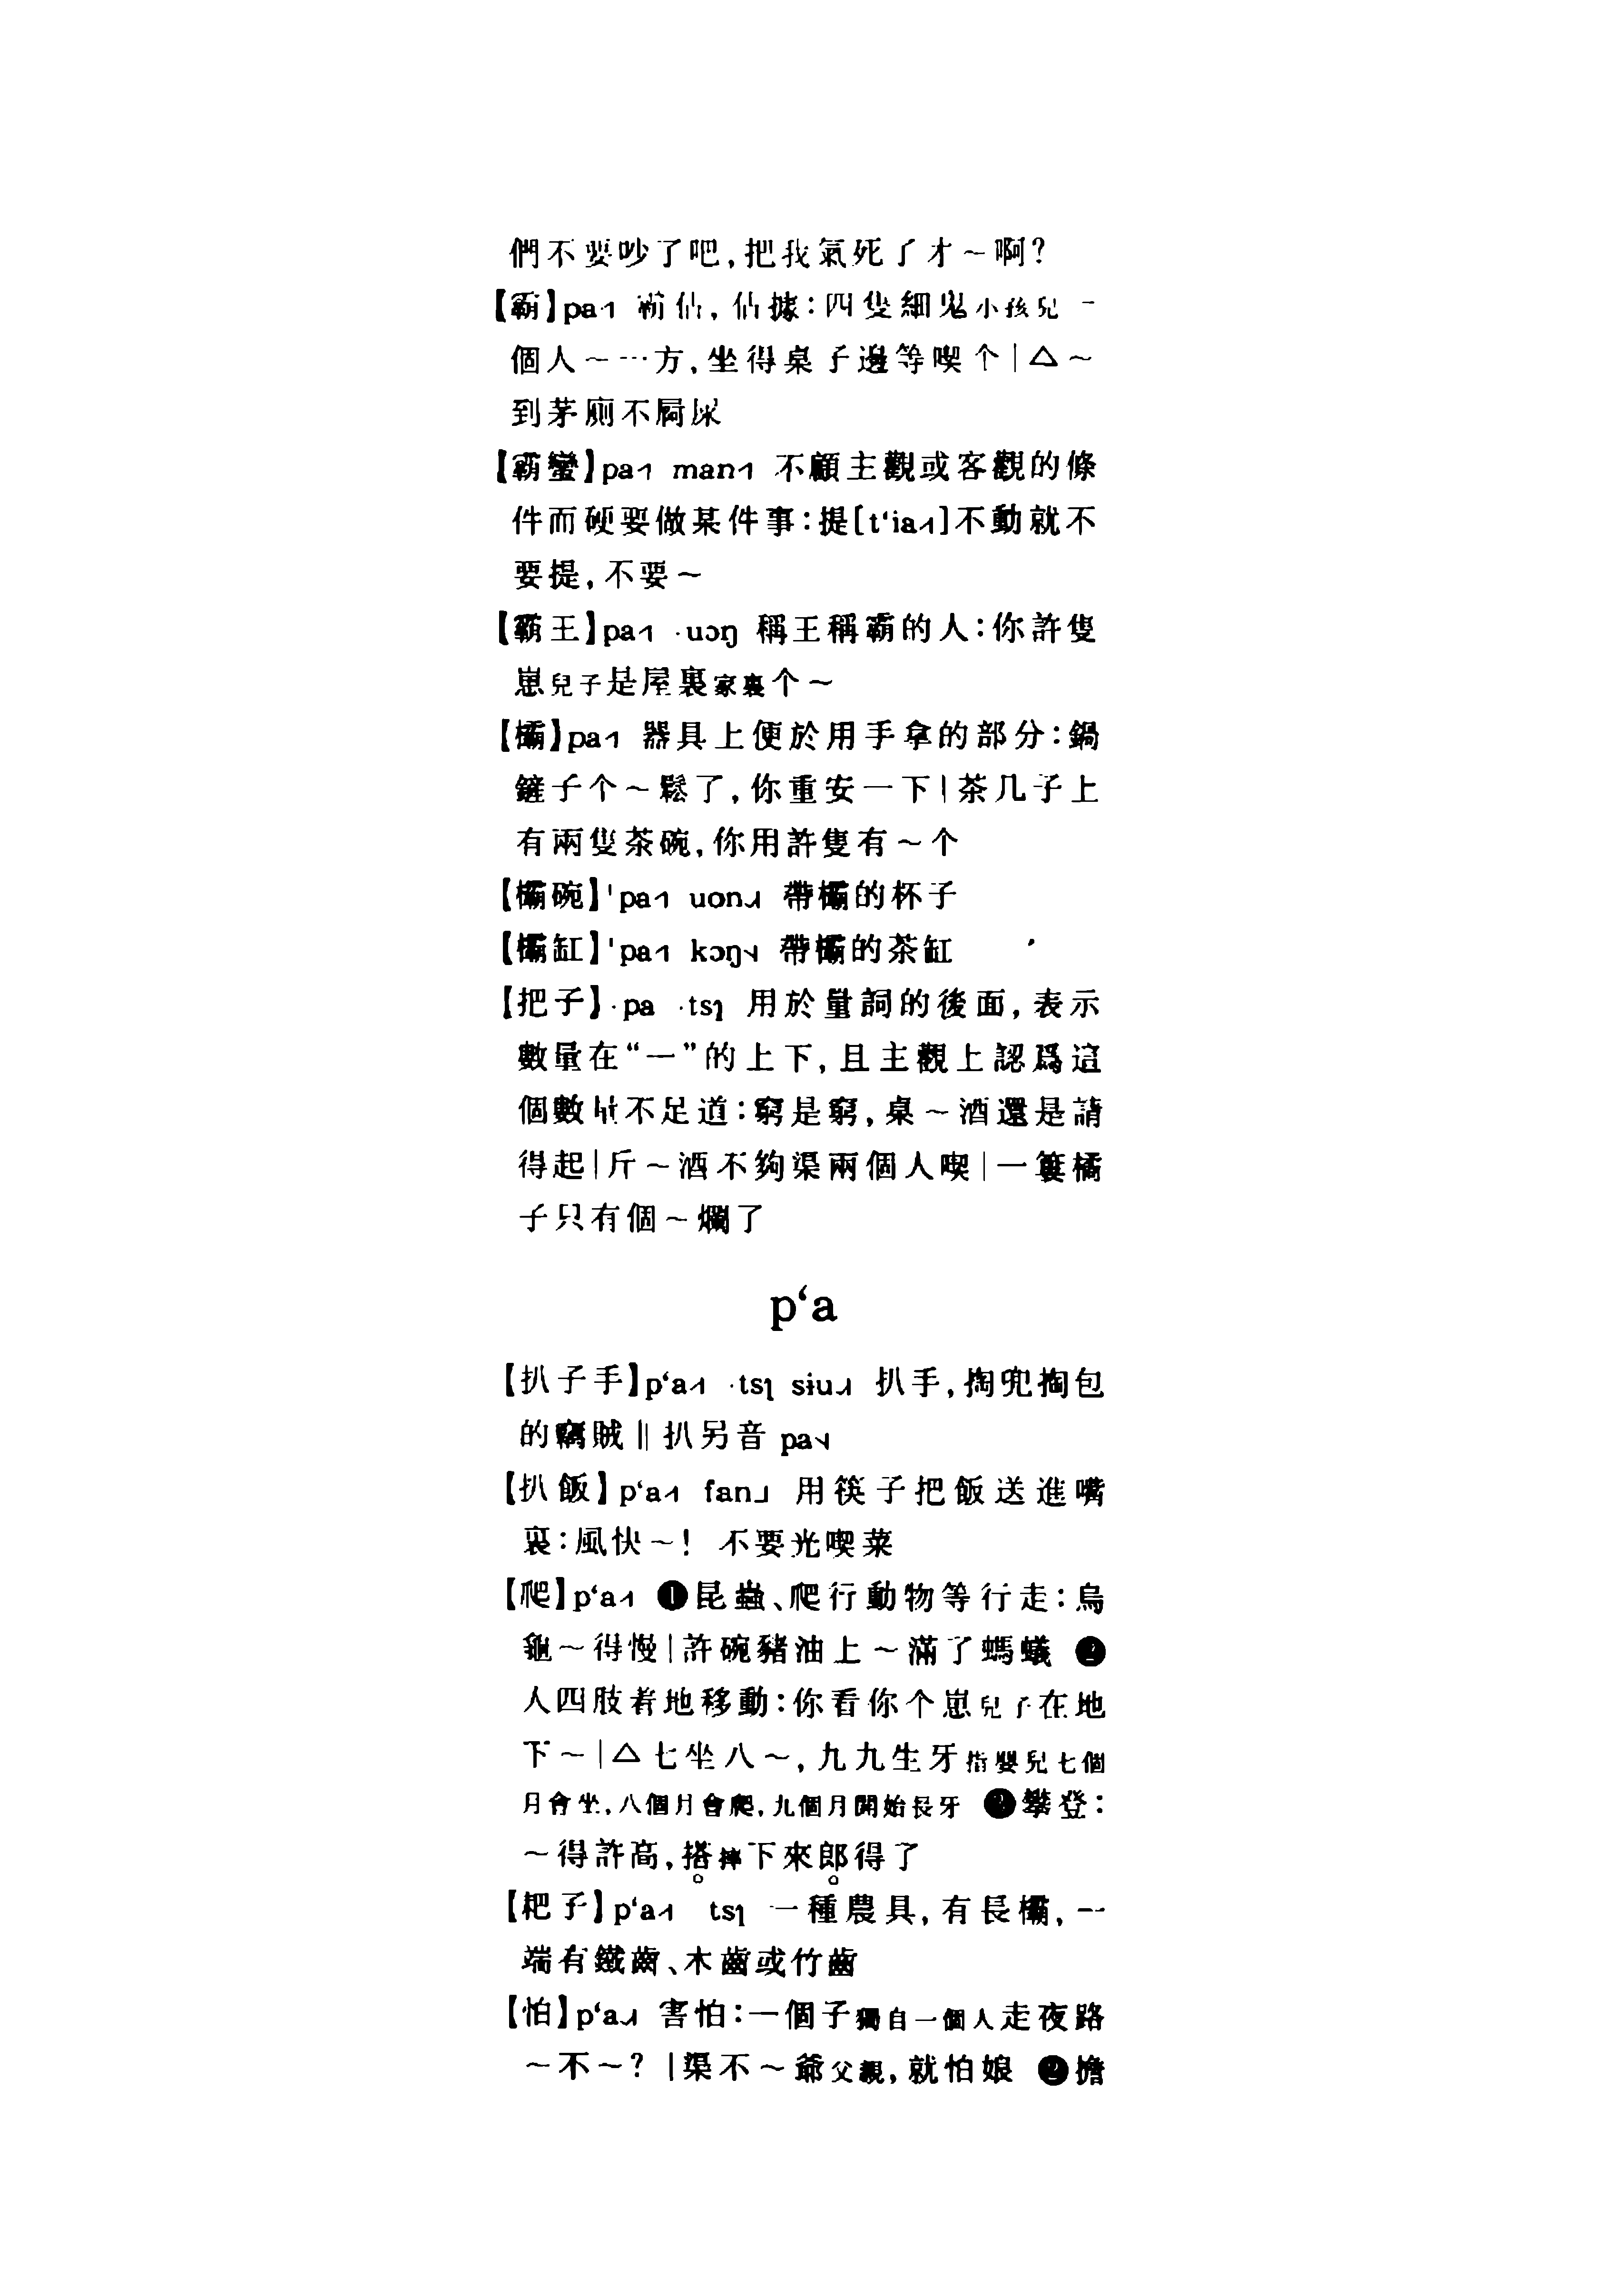 們不要吵了吧,把我氣死了才～啊?
【霸】pa˧ 霸佔,佔據:四隻細鬼小孩兒一
個人～一方,坐得桌子邊等喫个|△～
到茅廁不屙屎
【霸蠻】pa˧ man˧ 不顧主觀或客觀的條
件而硬要做某件事:提[t‘ia˧]不動就不
要提,不要～
【霸王】pa˧ ·uɔŋ 稱王稱霸的人:你許隻
崽兒子是屋裏家裏个～
【欛】pa˧ 器具上便於用手拿的部分:鍋
鏟子个～鬆了,你重安一下|茶几子上
有兩隻茶碗,你用許隻有～个
【欛碗】ˈpa˧ uon˩ 帶欛的杯子
【欛缸】ˈpa˧ kɔŋ˦ 帶欛的茶缸
【把子】·pa ·tsʅ 用於量詞的後面,表示
數量在“一”的上下,且主觀上認爲這
個數量不足道:窮是窮,桌～酒還是請
得起|斤～酒不夠渠兩個人喫|一簍橘
子只有個～爛了
p‘a
【扒子手】p‘a˧ ·tsʅ siu˩ 扒手,掏兜掏包
的竊賊‖扒另音 pa˦
【扒飯】p‘a˧ fan˩ 用筷子把飯送進嘴
裏:風快～! 不要光喫菜
【爬】p‘a˧ ❶昆蟲、爬行動物等行走:烏
龜～得慢|許碗豬油上～滿了螞蟻 ❷
人四肢着地移動:你看你个崽兒子在地
下～|△七坐八～,九九生牙指嬰兒七個
月會坐,八個月會爬,九個月開始長牙 ❸攀登:
～得許高,搭摔下來郎得了
【耙子】p‘a˧ tsʅ 一種農具,有長欛,一
端有鐵齒、木齒或竹齒
【怕】p‘a˩ 害怕:一個子獨自一個人走夜路
～不～? |渠不～爺父親,就怕娘 ❷擔